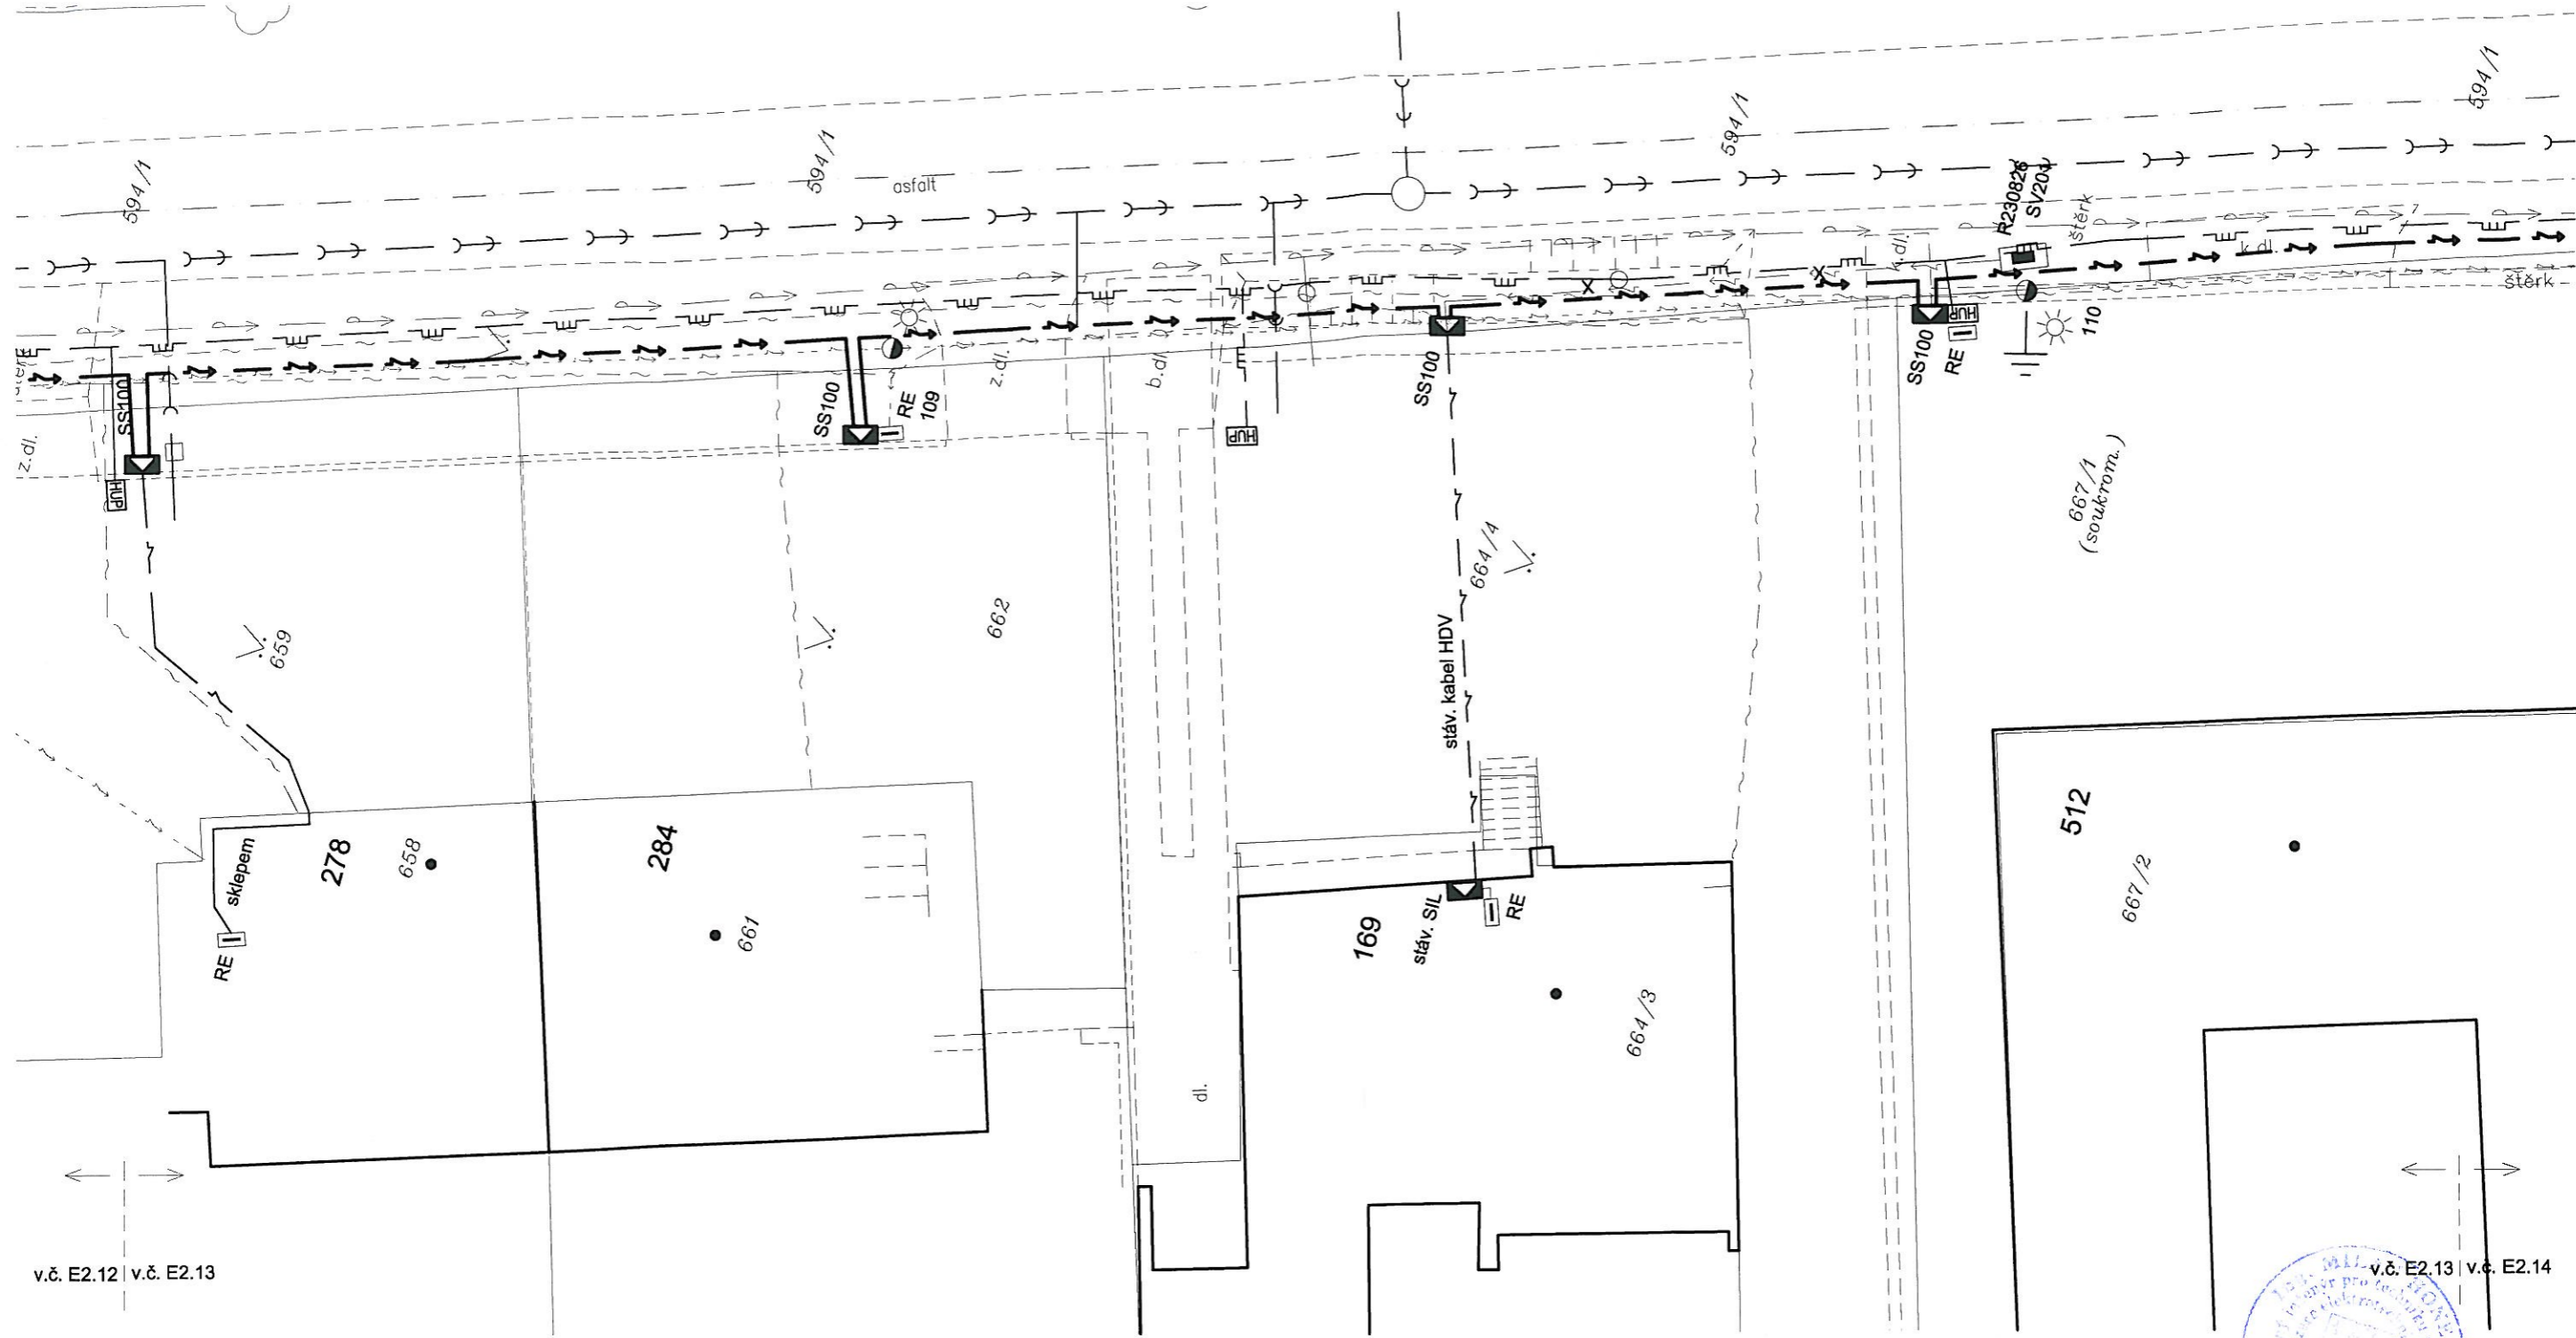 594/1
594/1
594/1
594/1
asfalt
R230826
štěrk
k.dl.
k.dl.
štěrk
SS100
HUP
z.dl.
SS100
RE
109
z.dl.
b.dl.
HUP
SS100
SS100
HUP
RE
110
659
662
664/4
stáv. kabel HDV
667/1
(soukrom.)
sklepem
RE
278
658
284
661
169
stáv. SIL
RE
664/3
dl.
512
667/2
v.č. E2.12 | v.č. E2.13
v.č. E2.13 | v.č. E2.14